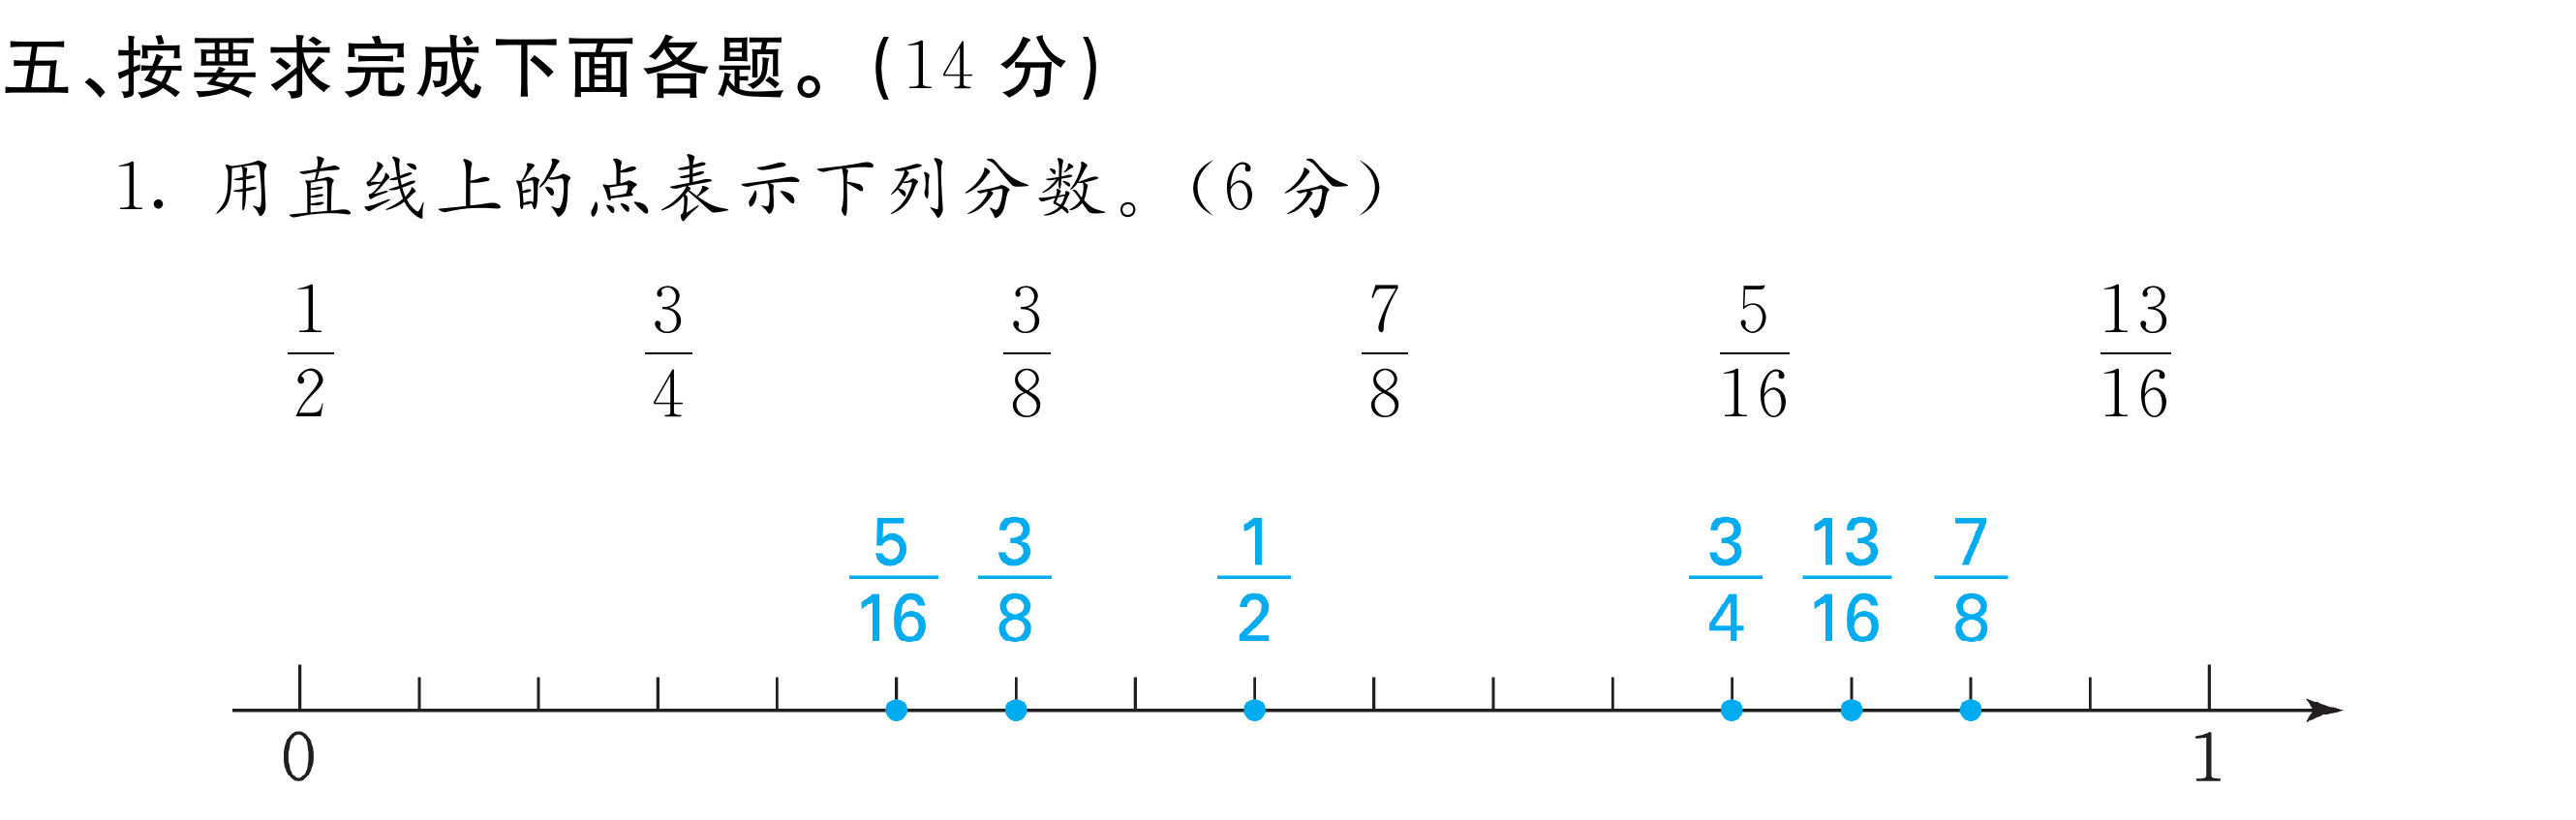 五、按要求完成下面各题。(14 分)
1. 用直线上的点表示下列分数。(6 分)
1/2 3/4 3/8 7/8 5/16 13/16
5/16 3/8 1/2 3/4 13/16 7/8
0 1